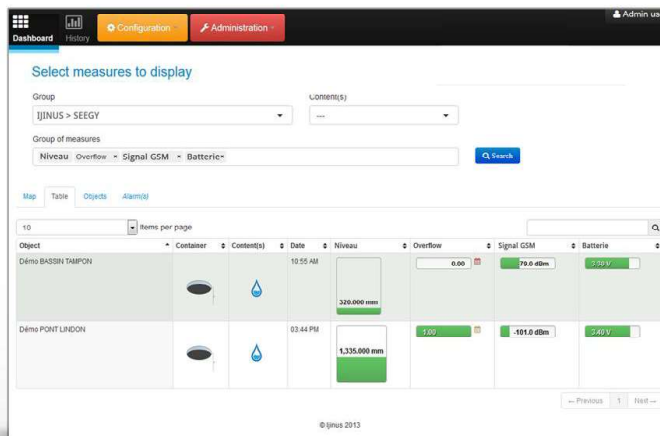 Admin us
Dashboard History Configuration Administration
Select measures to display
Group Content(s)
IJINUS > SEEGY ---
Group of measures
Niveau Overflow Signal GSM Batterie
Search
Map Table Objects Alarm(s)
10 Items per page
Object Container Content(s) Date Niveau Overflow Signal GSM Batterie
Démo BASSIN TAMPON 10:55 AM 320.000 mm 0.00 79.0 dBm
Démo PONT LINDON 03:44 PM 1,335.000 mm 1.00 -101.0 dBm 3.40 V
← Previous 1 Next →
© Ijinus 2013